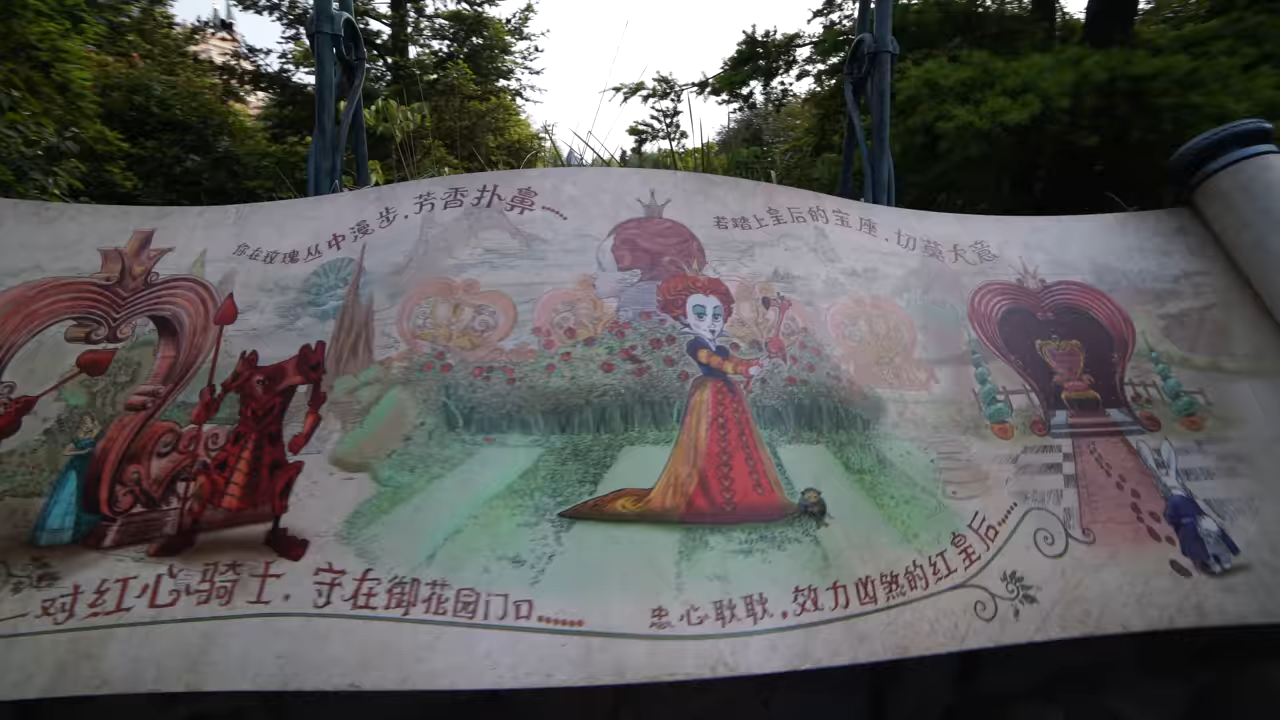 你在玫瑰丛中漫步,芳香扑鼻......
若踏上皇后的宝座,切莫大意
一对红心骑士,守在御花园门口......
忠心耿耿,效力凶煞的红皇后......